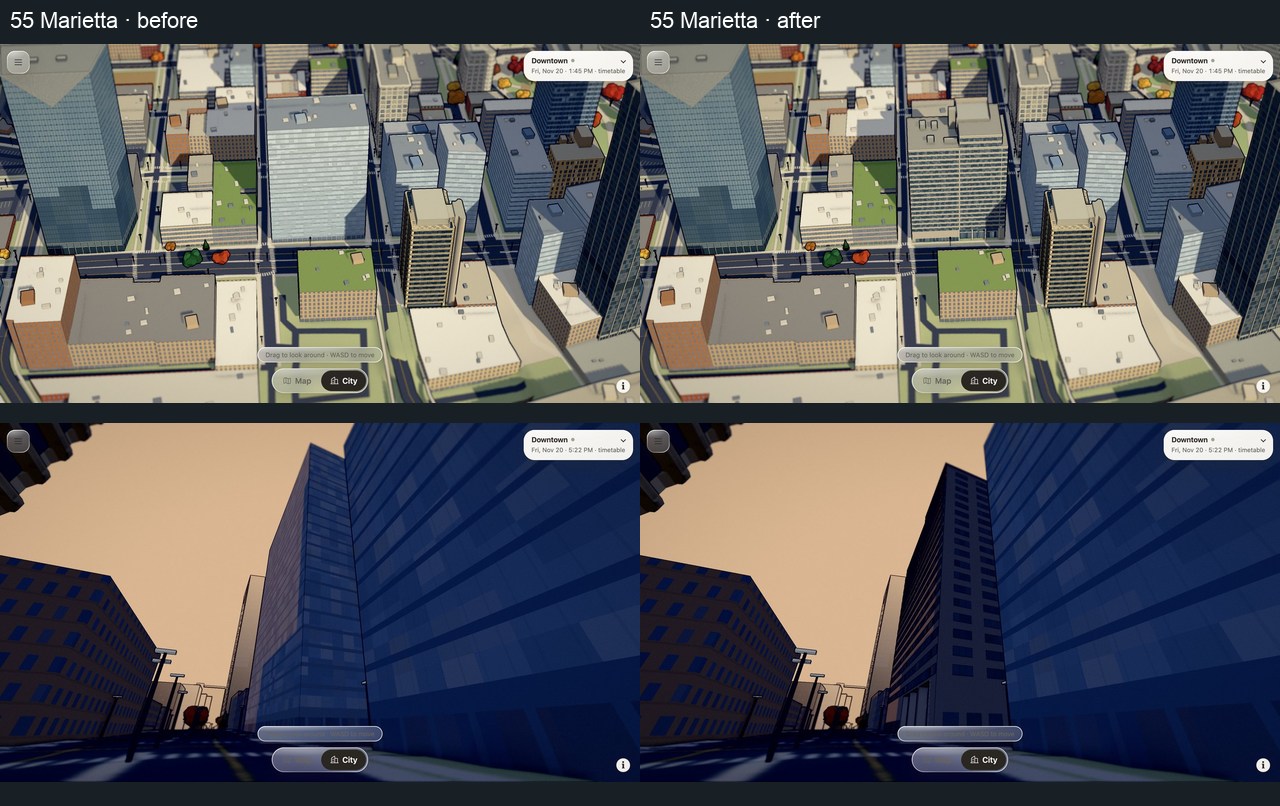 55 Marietta · before
55 Marietta · after
Downtown
Fri, Nov 20 · 1:45 PM · timetable
Downtown
Fri, Nov 20 · 1:45 PM · timetable
Drag to look around · WASD to move
Drag to look around · WASD to move
Map
City
i
Map
City
i
Downtown
Fri, Nov 20 · 5:22 PM · timetable
Downtown
Fri, Nov 20 · 5:22 PM · timetable
City
i
City
i